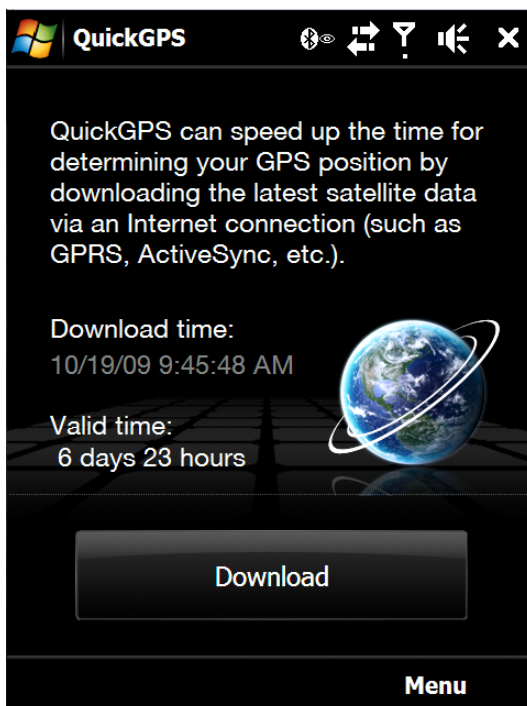 QuickGPS
QuickGPS can speed up the time for
determining your GPS position by
downloading the latest satellite data
via an Internet connection (such as
GPRS, ActiveSync, etc.).
Download time:
10/19/09 9:45:48 AM
Valid time:
6 days 23 hours
Download
Menu